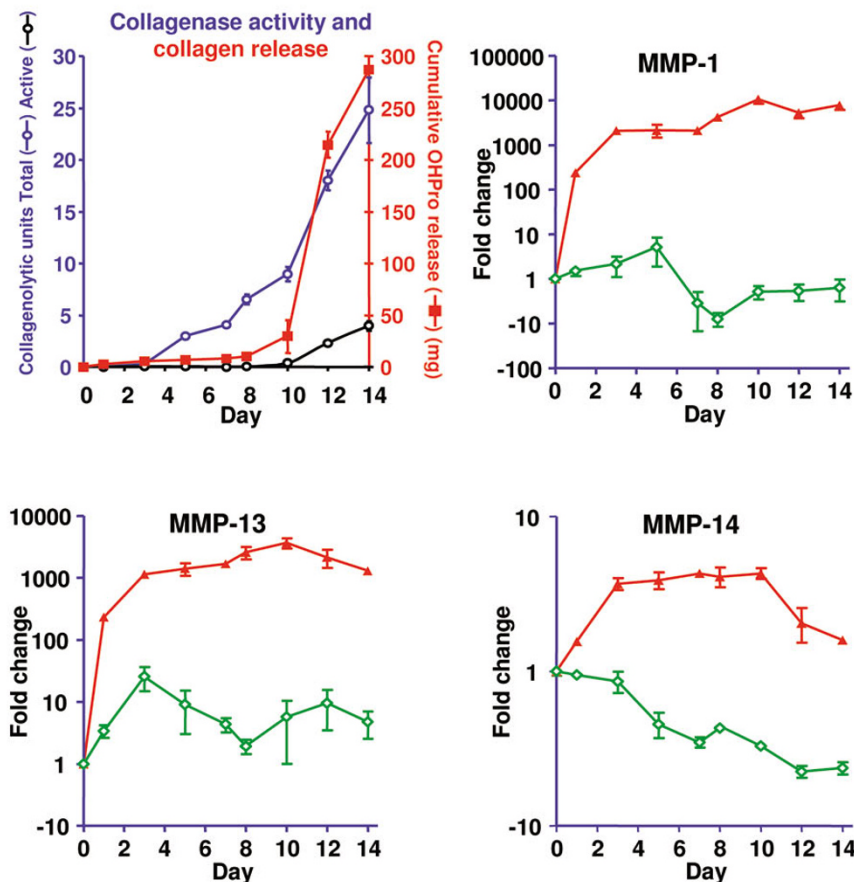 Collagenase activity and
collagen release
Collagenolytic units Total (–o–) Active (–o–)
30
25
20
15
10
5
0
300
250
200
150
100
50
0
Cumulative OHPro release (–■–) (mg)
0 2 4 6 8 10 12 14
Day
MMP-1
Fold change
100000
10000
1000
100
10
1
-10
-100
0 2 4 6 8 10 12 14
Day
MMP-13
Fold change
10000
1000
100
10
1
-10
0 2 4 6 8 10 12 14
Day
MMP-14
Fold change
10
1
-10
0 2 4 6 8 10 12 14
Day